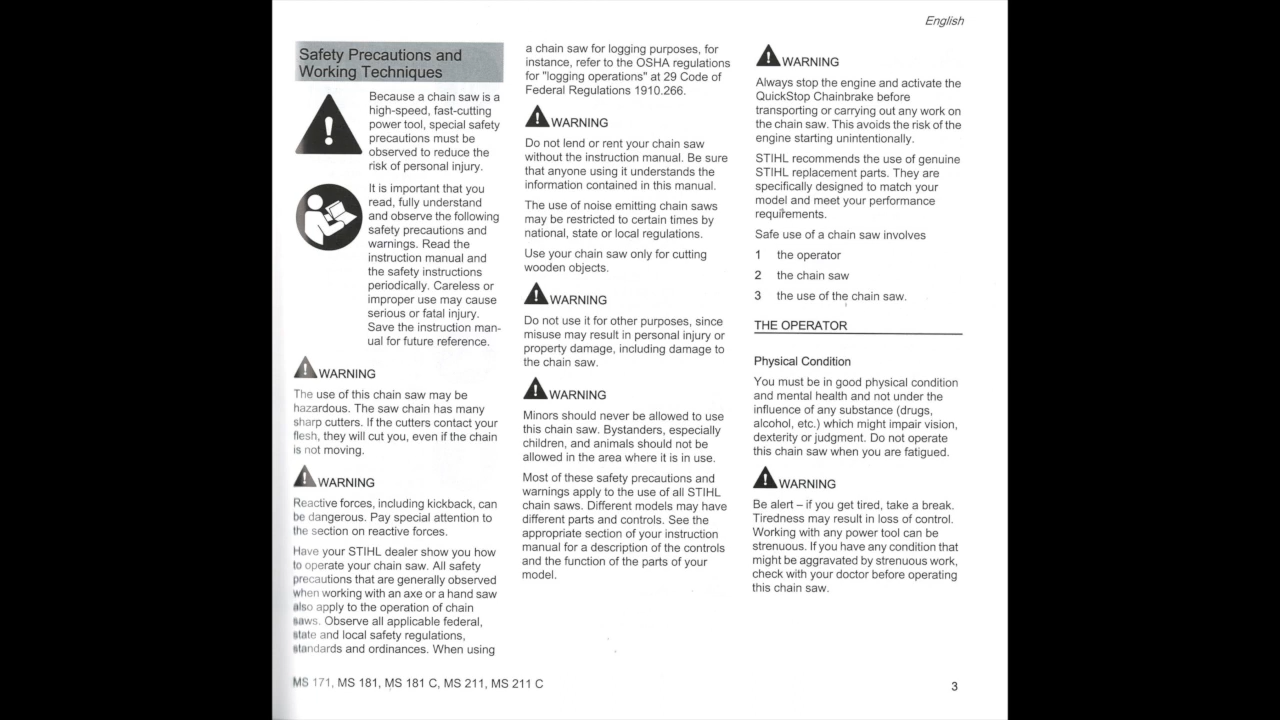 English
Safety Precautions and
Working Techniques
Because a chain saw is a
high-speed, fast-cutting
power tool, special safety
precautions must be
observed to reduce the
risk of personal injury.
It is important that you
read, fully understand
and observe the following
safety precautions and
warnings. Read the
instruction manual and
the safety instructions
periodically. Careless or
improper use may cause
serious or fatal injury.
Save the instruction man-
ual for future reference.
WARNING
The use of this chain saw may be
hazardous. The saw chain has many
sharp cutters. If the cutters contact your
flesh, they will cut you, even if the chain
is not moving.
WARNING
Reactive forces, including kickback, can
be dangerous. Pay special attention to
the section on reactive forces.
Have your STIHL dealer show you how
to operate your chain saw. All safety
precautions that are generally observed
when working with an axe or a hand saw
also apply to the operation of chain
saws. Observe all applicable federal,
state and local safety regulations,
standards and ordinances. When using
a chain saw for logging purposes, for
instance, refer to the OSHA regulations
for "logging operations" at 29 Code of
Federal Regulations 1910.266.
WARNING
Do not lend or rent your chain saw
without the instruction manual. Be sure
that anyone using it understands the
information contained in this manual.
The use of noise emitting chain saws
may be restricted to certain times by
national, state or local regulations.
Use your chain saw only for cutting
wooden objects.
WARNING
Do not use it for other purposes, since
misuse may result in personal injury or
property damage, including damage to
the chain saw.
WARNING
Minors should never be allowed to use
this chain saw. Bystanders, especially
children, and animals should not be
allowed in the area where it is in use.
Most of these safety precautions and
warnings apply to the use of all STIHL
chain saws. Different models may have
different parts and controls. See the
appropriate section of your instruction
manual for a description of the controls
and the function of the parts of your
model.
WARNING
Always stop the engine and activate the
QuickStop Chainbrake before
transporting or carrying out any work on
the chain saw. This avoids the risk of the
engine starting unintentionally.
STIHL recommends the use of genuine
STIHL replacement parts. They are
specifically designed to match your
model and meet your performance
requirements.
Safe use of a chain saw involves
1 the operator
2 the chain saw
3 the use of the chain saw.
THE OPERATOR
Physical Condition
You must be in good physical condition
and mental health and not under the
influence of any substance (drugs,
alcohol, etc.) which might impair vision,
dexterity or judgment. Do not operate
this chain saw when you are fatigued.
WARNING
Be alert – if you get tired, take a break.
Tiredness may result in loss of control.
Working with any power tool can be
strenuous. If you have any condition that
might be aggravated by strenuous work,
check with your doctor before operating
this chain saw.
MS 171, MS 181, MS 181 C, MS 211, MS 211 C
3